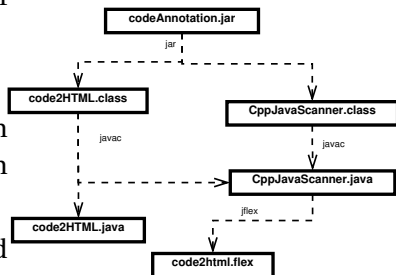 codeAnnotation.jar
jar
code2HTML.class
CppJavaScanner.class
n
javac
javac
n
CppJavaScanner.java
jflex
code2HTML.java
d
code2html.flex